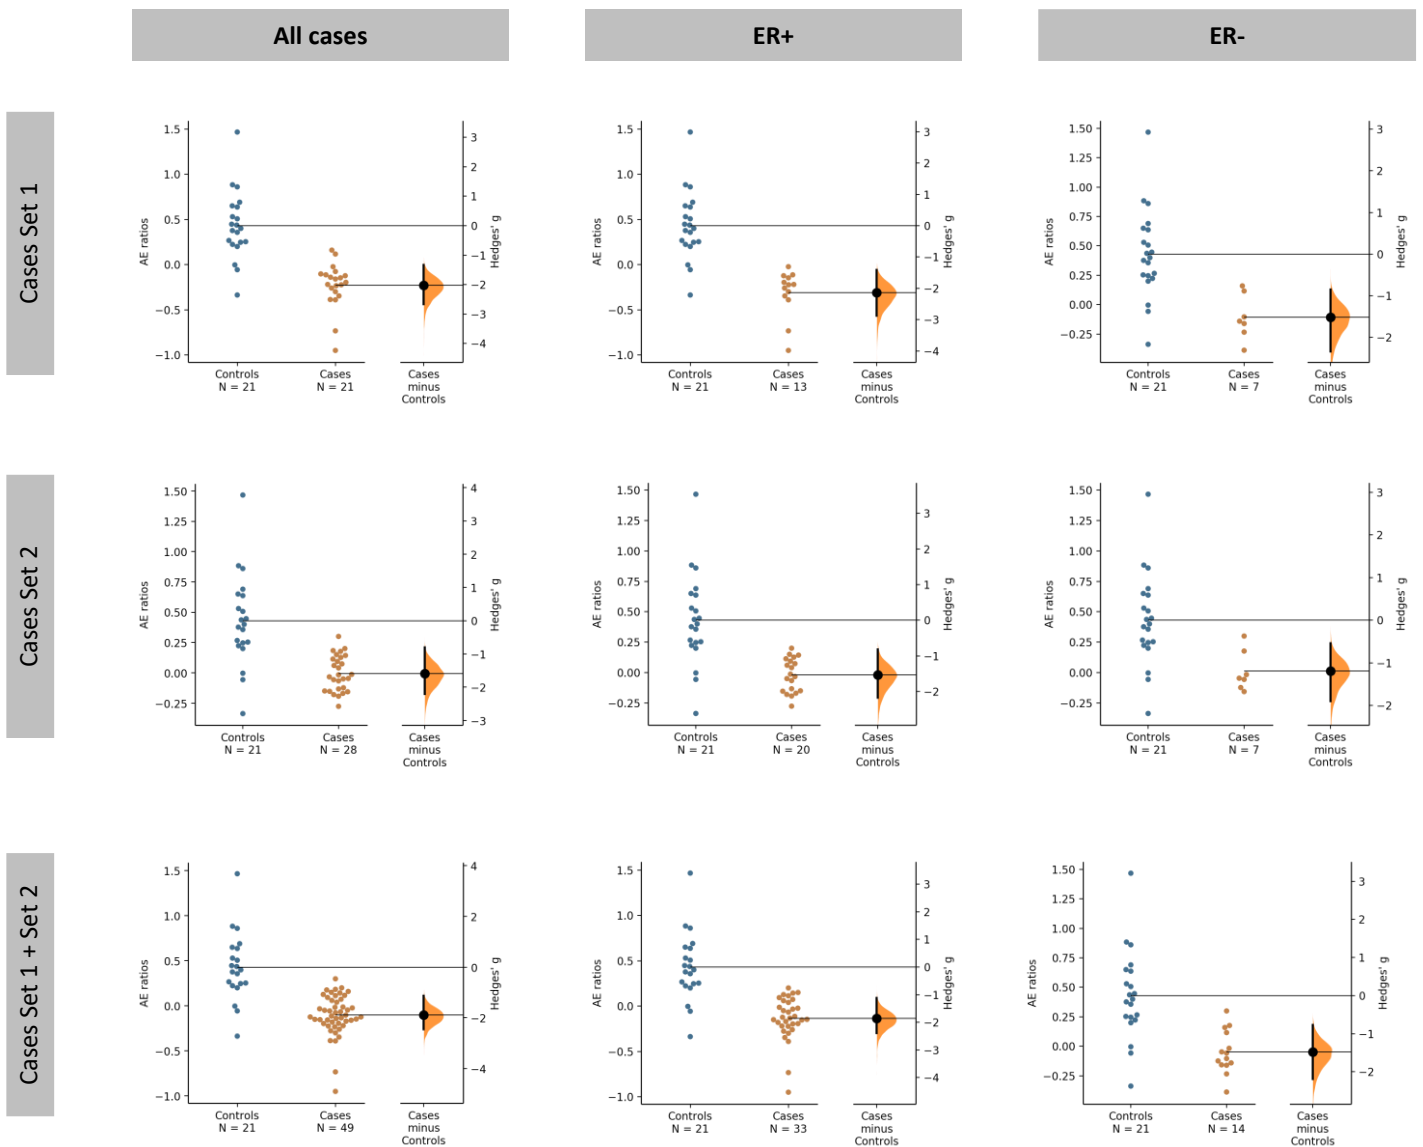 All cases
ER+
ER-
Cases Set 1
1.5
1.0
0.5
0.0
−0.5
−1.0
AE ratios
3
2
1
0
−1
−2
−3
−4
Hedges' g
Controls
N = 21
Cases
N = 21
Cases
minus
Controls
1.5
1.0
0.5
0.0
−0.5
−1.0
AE ratios
3
2
1
0
−1
−2
−3
−4
Hedges' g
Controls
N = 21
Cases
N = 13
Cases
minus
Controls
1.50
1.25
1.00
0.75
0.50
0.25
0.00
−0.25
AE ratios
3
2
1
0
−1
−2
Hedges' g
Controls
N = 21
Cases
N = 7
Cases
minus
Controls
Cases Set 2
1.50
1.25
1.00
0.75
0.50
0.25
0.00
−0.25
AE ratios
4
3
2
1
0
−1
−2
−3
Hedges' g
Controls
N = 21
Cases
N = 28
Cases
minus
Controls
1.50
1.25
1.00
0.75
0.50
0.25
0.00
−0.25
AE ratios
3
2
1
0
−1
−2
Hedges' g
Controls
N = 21
Cases
N = 20
Cases
minus
Controls
1.50
1.25
1.00
0.75
0.50
0.25
0.00
−0.25
AE ratios
3
2
1
0
−1
−2
Hedges' g
Controls
N = 21
Cases
N = 7
Cases
minus
Controls
Cases Set 1 + Set 2
1.5
1.0
0.5
0.0
−0.5
−1.0
AE ratios
4
2
0
−2
−4
Hedges' g
Controls
N = 21
Cases
N = 49
Cases
minus
Controls
1.5
1.0
0.5
0.0
−0.5
−1.0
AE ratios
3
2
1
0
−1
−2
−3
−4
Hedges' g
Controls
N = 21
Cases
N = 33
Cases
minus
Controls
1.50
1.25
1.00
0.75
0.50
0.25
0.00
−0.25
AE ratios
3
2
1
0
−1
−2
Hedges' g
Controls
N = 21
Cases
N = 14
Cases
minus
Controls